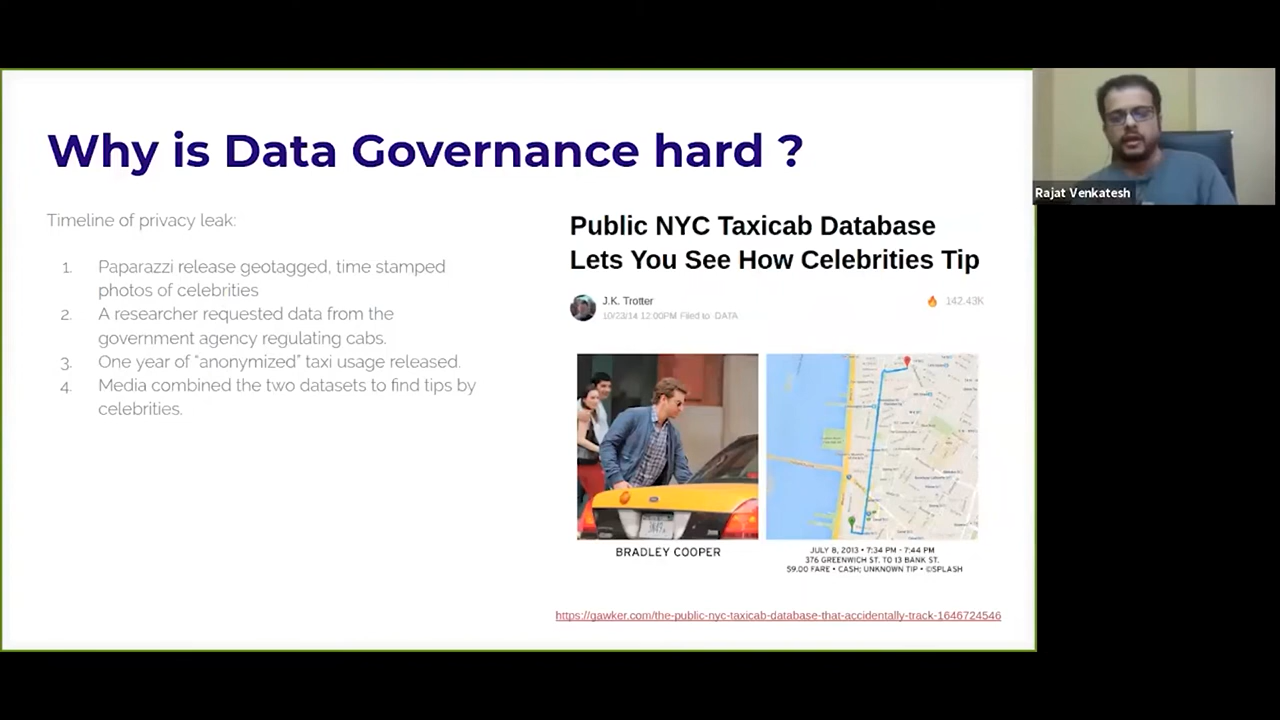 Why is Data Governance hard ?
Timeline of privacy leak:
1. Paparazzi release geotagged, time stamped
photos of celebrities
2. A researcher requested data from the
government agency regulating cabs.
3. One year of "anonymized" taxi usage released.
4. Media combined the two datasets to find tips by
celebrities.
Public NYC Taxicab Database
Lets You See How Celebrities Tip
J.K. Trotter
142.43K
10/23/14 12:00PM Filed to DATA
BRADLEY COOPER
JULY 8, 2013 • 7:34 PM - 7:44 PM
376 GREENWICH ST. TO 13 BANK ST.
$9.00 FARE • CASH; UNKNOWN TIP • ©SPLASH
https://gawker.com/the-public-nyc-taxicab-database-that-accidentally-track-1646724546
Rajat Venkatesh